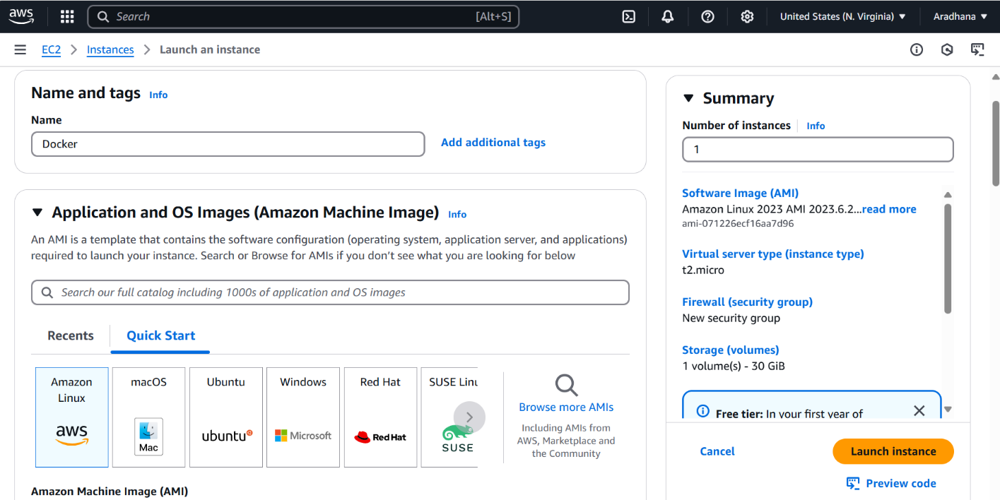 aws
Search [Alt+S]
United States (N. Virginia)
Aradhana
EC2 Instances Launch an instance
Name and tags Info
Name
Docker
Add additional tags
Application and OS Images (Amazon Machine Image) Info
An AMI is a template that contains the software configuration (operating system, application server, and applications)
required to launch your instance. Search or Browse for AMIs if you don’t see what you are looking for below
Search our full catalog including 1000s of application and OS images
Recents
Quick Start
Amazon
Linux
aws
macOS
Mac
Ubuntu
ubuntu
Windows
Microsoft
Red Hat
Red Hat
SUSE Linu
SUSE
Browse more AMIs
Including AMIs from
AWS, Marketplace and
the Community
Amazon Machine Image (AMI)
Summary
Number of instances Info
1
Software Image (AMI)
Amazon Linux 2023 AMI 2023.6.2...read more
ami-071226ecf16aa7d96
Virtual server type (instance type)
t2.micro
Firewall (security group)
New security group
Storage (volumes)
1 volume(s) - 30 GiB
Free tier: In your first year of
Cancel
Launch instance
Preview code